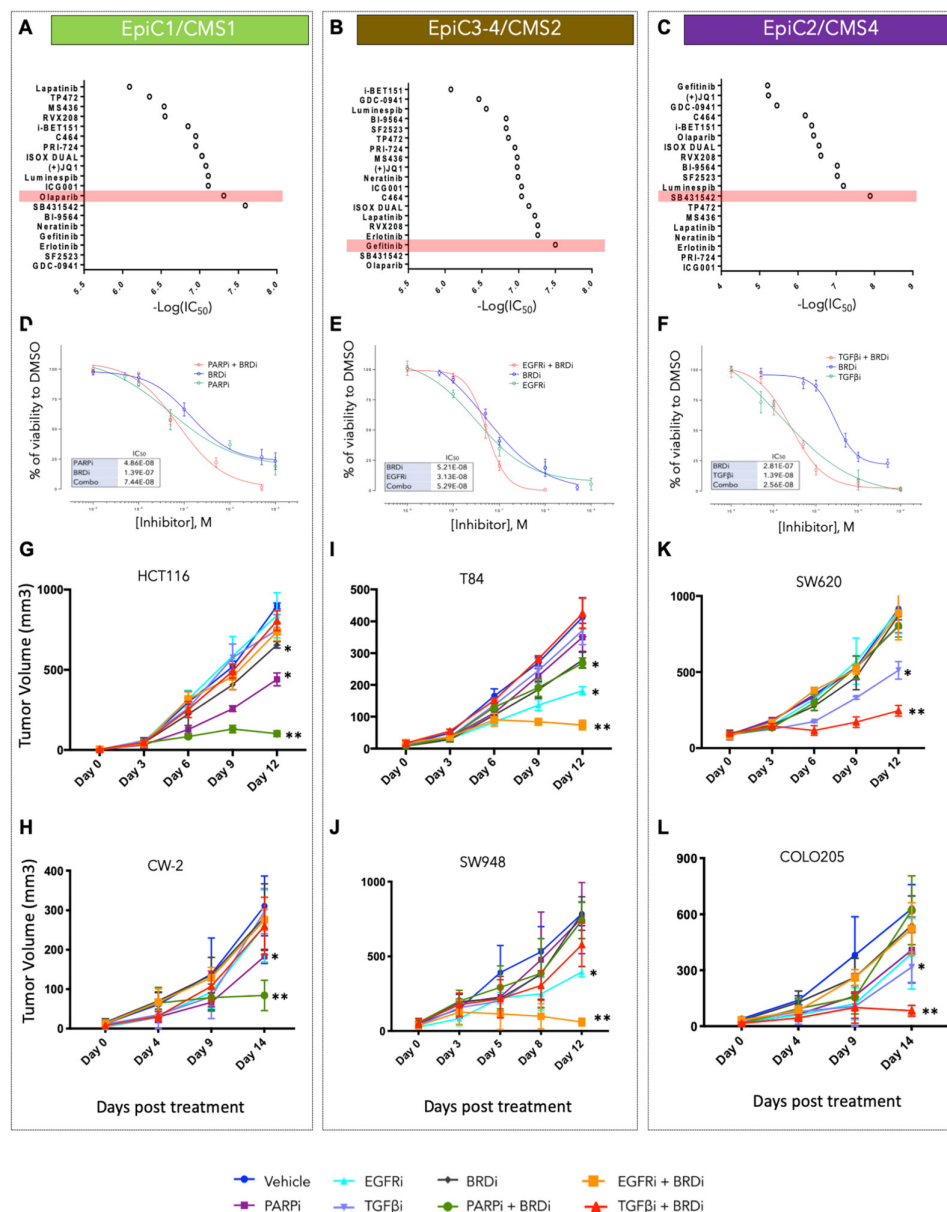 A EpiC1/CMS1
Lapatinib
TP472
MS436
RVX208
i-BET151
C464
PRI-724
ISOX DUAL
(+)JQ1
Luminespib
ICG001
Olaparib
SB431542
BI-9564
Neratinib
Gefitinib
Erlotinib
SF2523
GDC-0941
5.5 6.0 6.5 7.0 7.5 8.0
-Log(IC50)
B EpiC3-4/CMS2
i-BET151
GDC-0941
Luminespib
BI-9564
SF2523
TP472
PRI-724
MS436
(+)JQ1
Neratinib
ICG001
C464
ISOX DUAL
Lapatinib
RVX208
Erlotinib
Gefitinib
SB431542
Olaparib
5.5 6.0 6.5 7.0 7.5 8.0
-Log(IC50)
C EpiC2/CMS4
Gefitinib
(+)JQ1
GDC-0941
C464
i-BET151
Olaparib
ISOX DUAL
RVX208
BI-9564
SF2523
Luminespib
SB431542
TP472
MS436
Lapatinib
Neratinib
Erlotinib
PRI-724
ICG001
4 5 6 7 8 9
-Log(IC50)
D
% of viability to DMSO
100
75
50
25
0
PARPi + BRDi
BRDi
PARPi
IC50
PARPi 4.86E-08
BRDi 1.39E-07
Combo 7.44E-08
[Inhibitor], M
E
% of viability to DMSO
100
75
50
25
0
EGFRi + BRDi
BRDi
EGFRi
IC50
BRDi 5.21E-08
EGFRi 3.13E-08
Combo 5.29E-08
[Inhibitor], M
F
% of viability to DMSO
100
75
50
25
0
TGFβi + BRDi
BRDi
TGFβi
IC50
BRDi 2.81E-07
TGFβi 1.39E-08
Combo 2.56E-08
[Inhibitor], M
G
HCT116
Tumor Volume (mm3)
1000
500
0
*
*
**
Day 0 Day 3 Day 6 Day 9 Day 12
H
CW-2
Tumor Volume (mm3)
400
300
200
100
0
*
**
Day 0 Day 4 Day 9 Day 14
Days post treatment
I
T84
500
400
300
200
100
0
*
*
**
Day 0 Day 3 Day 6 Day 9 Day 12
J
SW948
1000
500
0
*
**
Day 0 Day 3 Day 5 Day 8 Day 12
Days post treatment
K
SW620
1000
500
0
*
**
Day 0 Day 3 Day 6 Day 9 Day 12
L
COLO205
900
600
300
0
*
**
Day 0 Day 4 Day 9 Day 14
Days post treatment
Vehicle EGFRi BRDi EGFRi + BRDi
PARPi TGFβi PARPi + BRDi TGFβi + BRDi